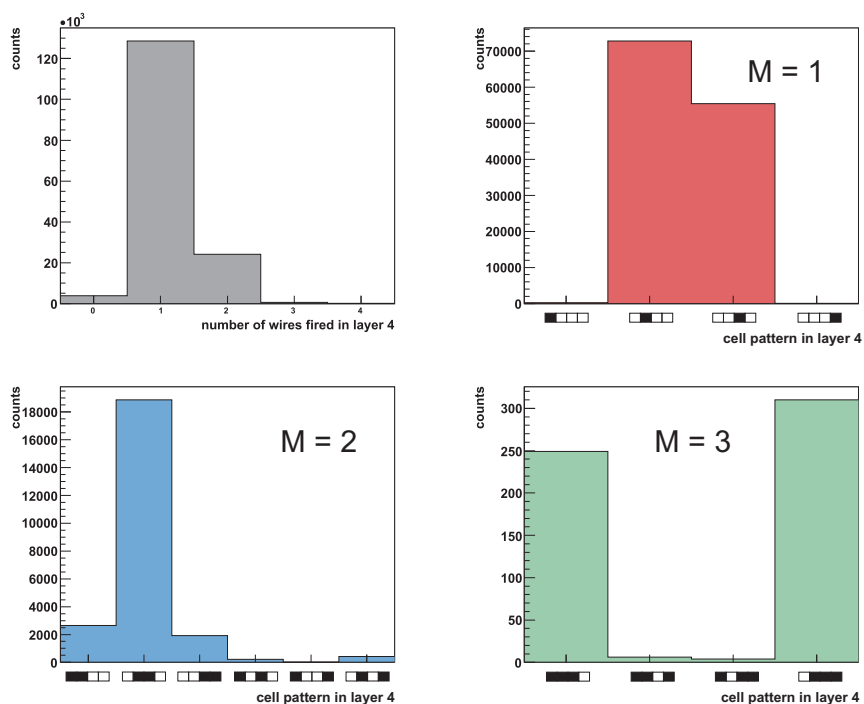 •10³
counts
120
100
80
60
40
20
0
0 1 2 3 4
number of wires fired in layer 4
counts
M = 1
70000
60000
50000
40000
30000
20000
10000
0
cell pattern in layer 4
counts
M = 2
18000
16000
14000
12000
10000
8000
6000
4000
2000
0
cell pattern in layer 4
counts
M = 3
300
250
200
150
100
50
0
cell pattern in layer 4